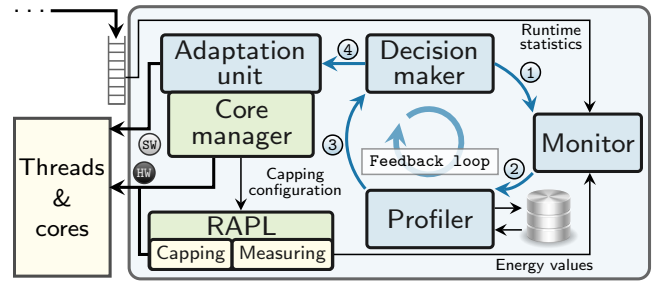 . . .
Runtime
statistics
Adaptation
unit
4
Decision
maker
1
Core
manager
SW
3
Feedback loop
2
Monitor
Threads
&
cores
HW
Capping
configuration
Profiler
RAPL
Capping
Measuring
Energy values